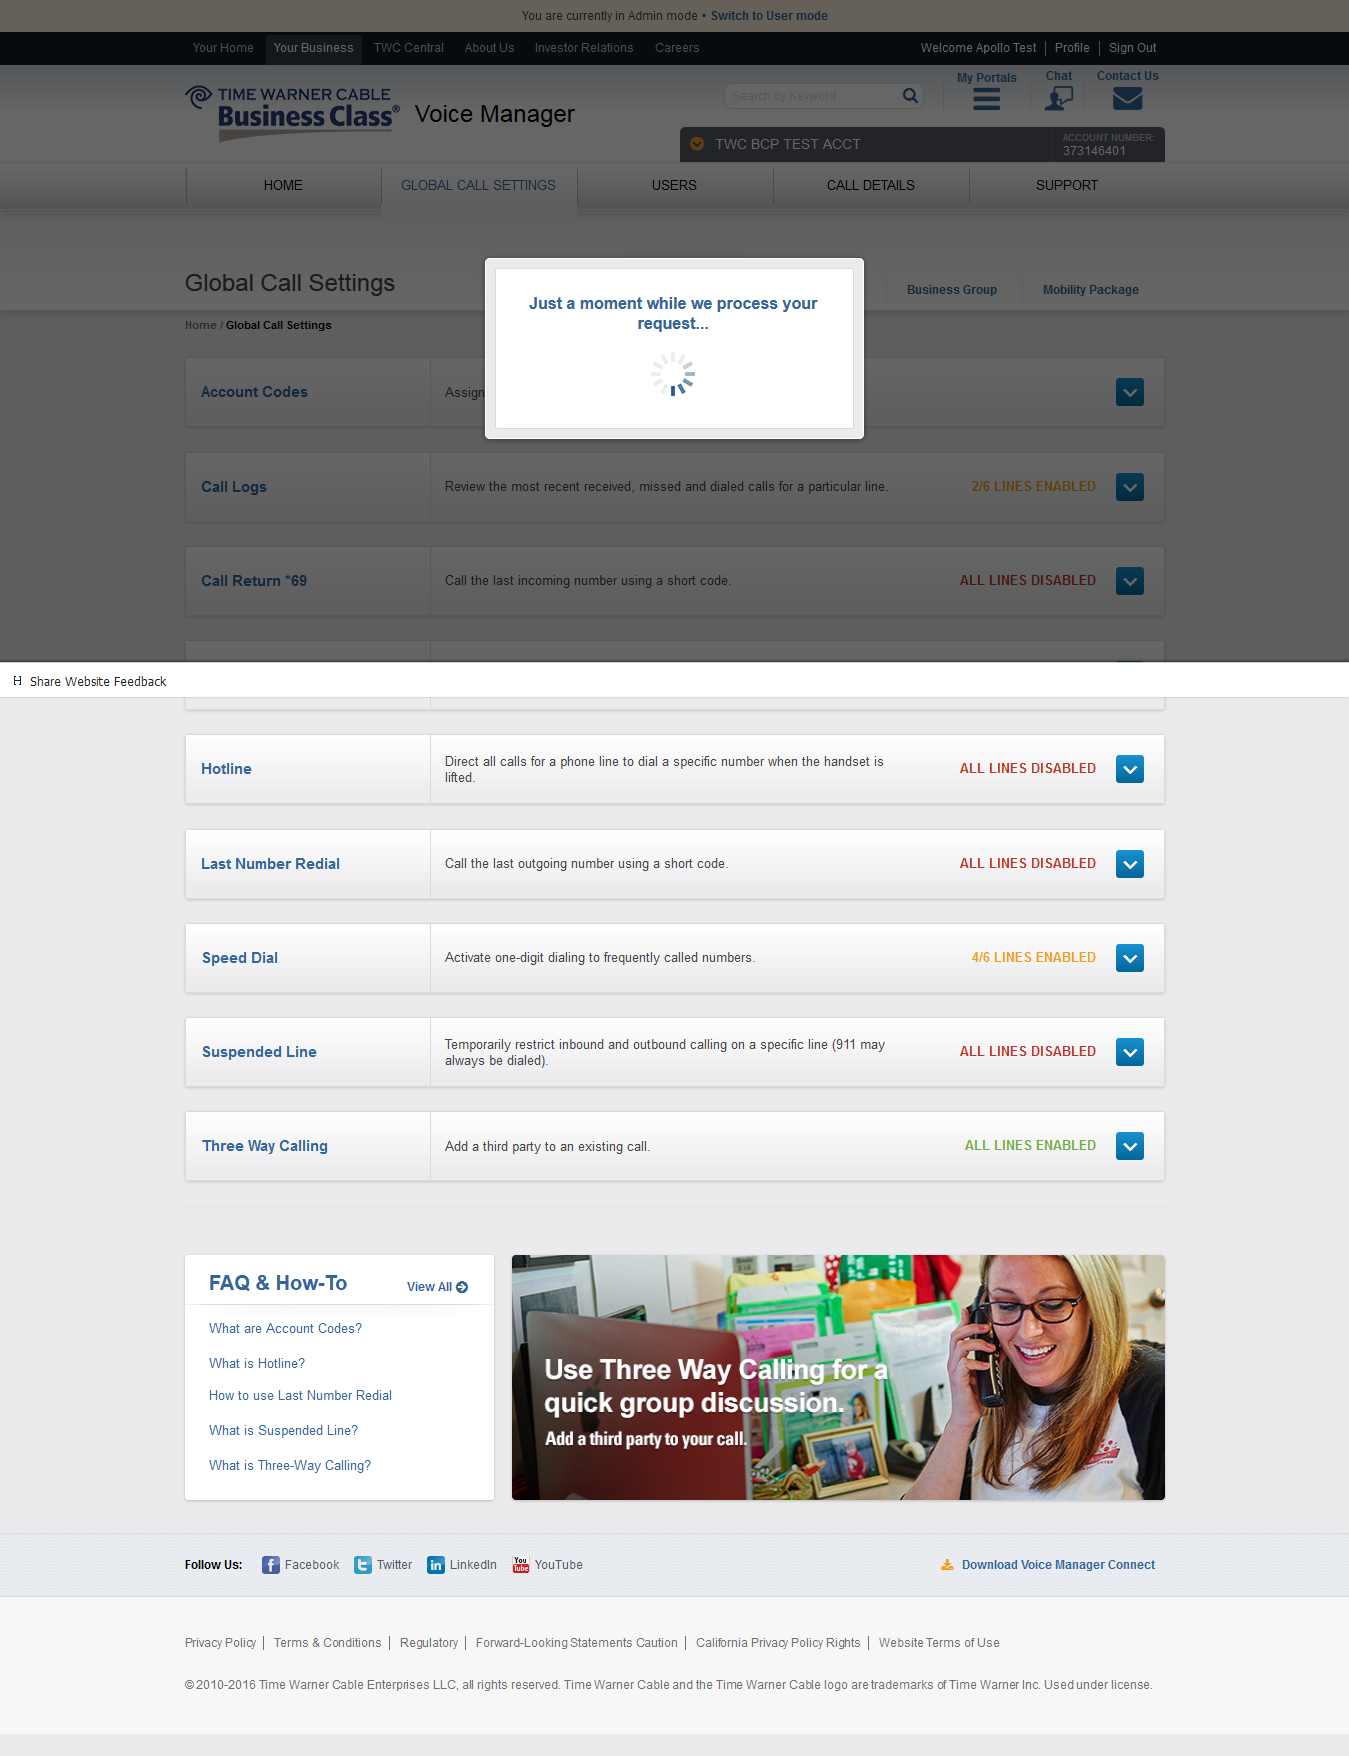 You are currently in Admin mode • Switch to User mode
Your Home Your Business TWC Central About Us Investor Relations Careers Welcome Apollo Test Profile Sign Out
TIME WARNER CABLE
Business Class®
Voice Manager
Search by Keyword
My Portals
Chat
Contact Us
TWC BCP TEST ACCT
ACCOUNT NUMBER:
373146401
HOME GLOBAL CALL SETTINGS USERS CALL DETAILS SUPPORT
Global Call Settings
Business Group Mobility Package
Just a moment while we process your
request...
Home / Global Call Settings
Account Codes
Assign
Call Logs
Review the most recent received, missed and dialed calls for a particular line.
2/6 LINES ENABLED
Call Return *69
Call the last incoming number using a short code.
ALL LINES DISABLED
Share Website Feedback
Hotline
Direct all calls for a phone line to dial a specific number when the handset is
lifted.
ALL LINES DISABLED
Last Number Redial
Call the last outgoing number using a short code.
ALL LINES DISABLED
Speed Dial
Activate one-digit dialing to frequently called numbers.
4/6 LINES ENABLED
Suspended Line
Temporarily restrict inbound and outbound calling on a specific line (911 may
always be dialed).
ALL LINES DISABLED
Three Way Calling
Add a third party to an existing call.
ALL LINES ENABLED
FAQ & How-To
View All
What are Account Codes?
What is Hotline?
How to use Last Number Redial
What is Suspended Line?
What is Three-Way Calling?
Use Three Way Calling for a
quick group discussion.
Add a third party to your call.
Follow Us: Facebook Twitter LinkedIn You Tube YouTube
Download Voice Manager Connect
Privacy Policy Terms & Conditions Regulatory Forward-Looking Statements Caution California Privacy Policy Rights Website Terms of Use
© 2010-2016 Time Warner Cable Enterprises LLC, all rights reserved. Time Warner Cable and the Time Warner Cable logo are trademarks of Time Warner Inc. Used under license.